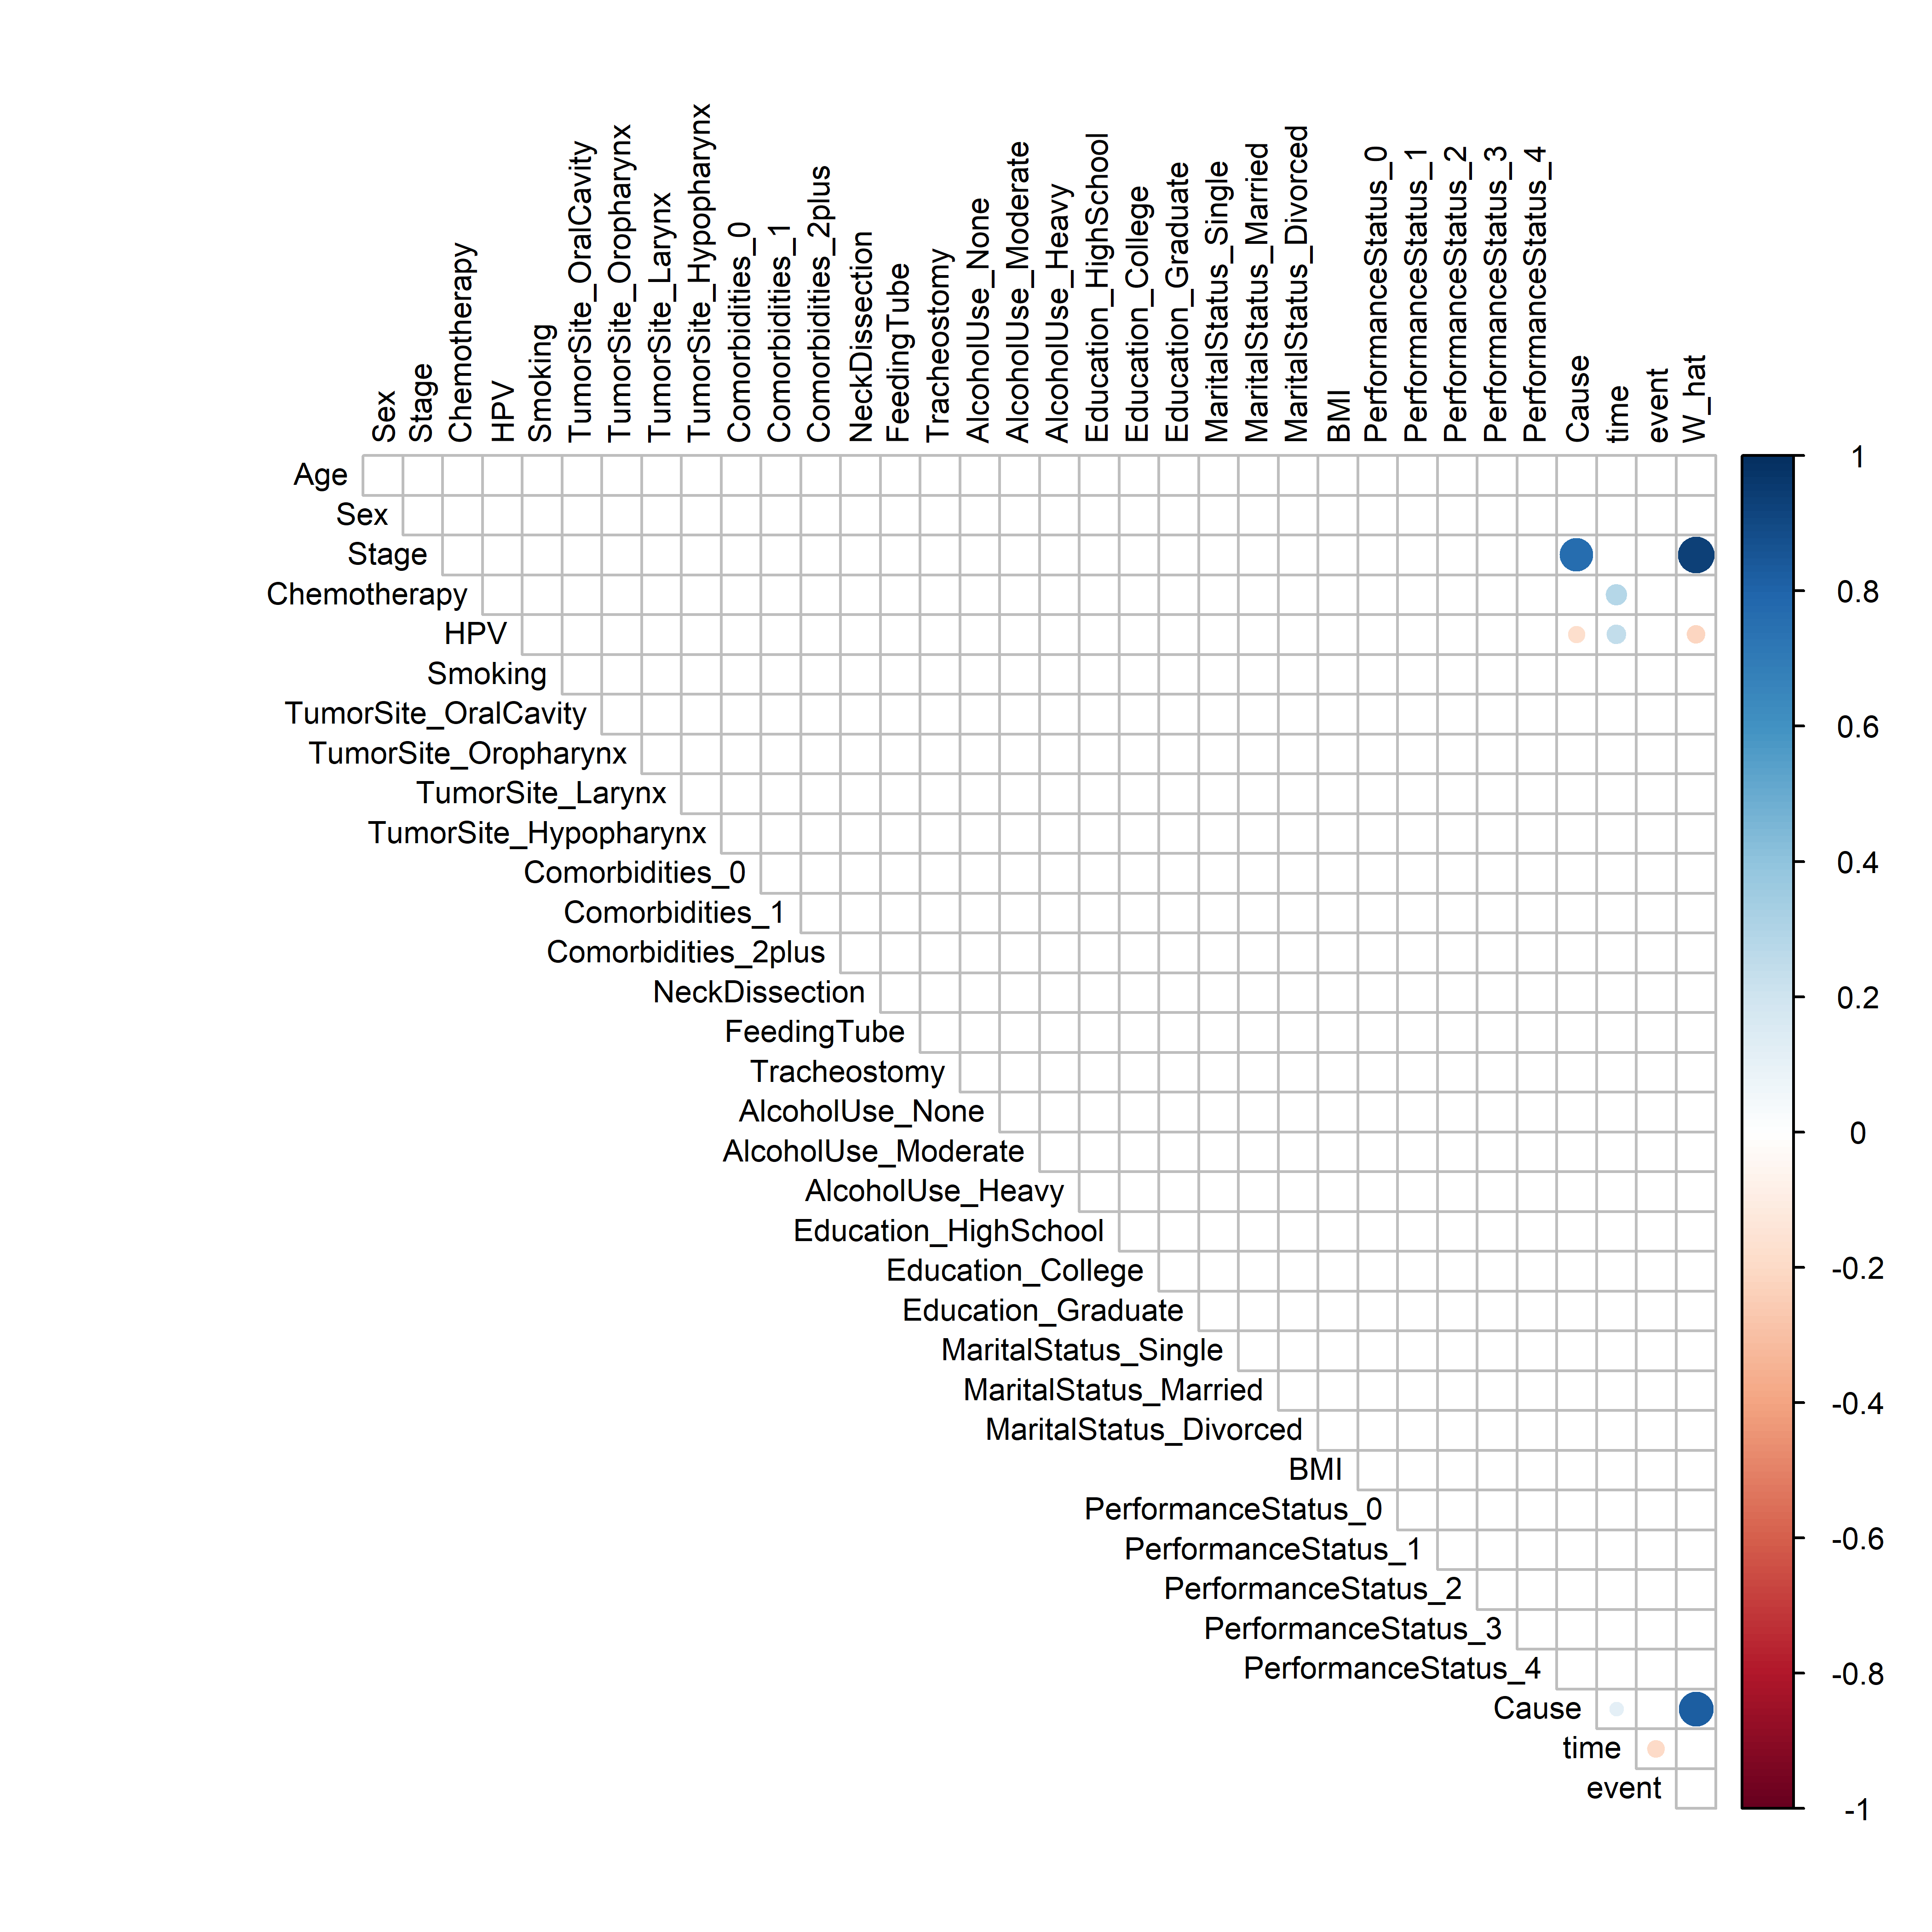 Sex
Stage
Chemotherapy
HPV
Smoking
TumorSite_OralCavity
TumorSite_Oropharynx
TumorSite_Larynx
TumorSite_Hypopharynx
Comorbidities_0
Comorbidities_1
Comorbidities_2plus
NeckDissection
FeedingTube
Tracheostomy
AlcoholUse_None
AlcoholUse_Moderate
AlcoholUse_Heavy
Education_HighSchool
Education_College
Education_Graduate
MaritalStatus_Single
MaritalStatus_Married
MaritalStatus_Divorced
BMI
PerformanceStatus_0
PerformanceStatus_1
PerformanceStatus_2
PerformanceStatus_3
PerformanceStatus_4
Cause
time
event
W_hat
Age
Sex
Stage
Chemotherapy
HPV
Smoking
TumorSite_OralCavity
TumorSite_Oropharynx
TumorSite_Larynx
TumorSite_Hypopharynx
Comorbidities_0
Comorbidities_1
Comorbidities_2plus
NeckDissection
FeedingTube
Tracheostomy
AlcoholUse_None
AlcoholUse_Moderate
AlcoholUse_Heavy
Education_HighSchool
Education_College
Education_Graduate
MaritalStatus_Single
MaritalStatus_Married
MaritalStatus_Divorced
BMI
PerformanceStatus_0
PerformanceStatus_1
PerformanceStatus_2
PerformanceStatus_3
PerformanceStatus_4
Cause
time
event
1
0.8
0.6
0.4
0.2
0
-0.2
-0.4
-0.6
-0.8
-1